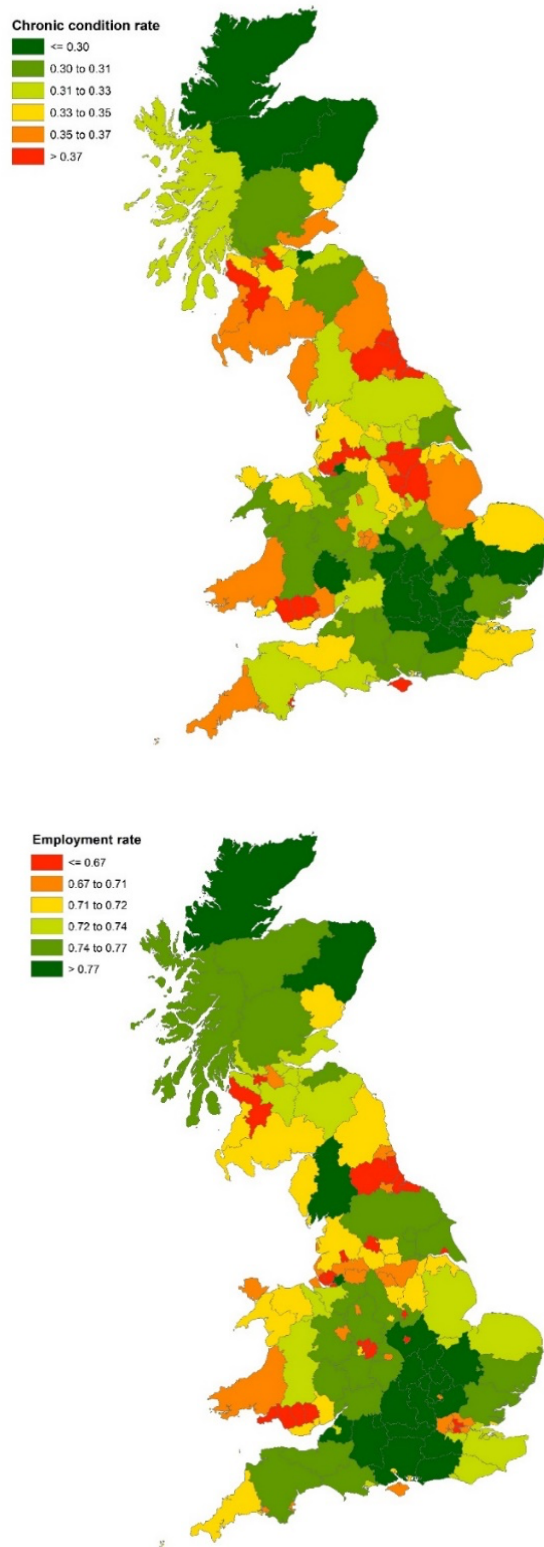 Chronic condition rate
<= 0.30
0.30 to 0.31
0.31 to 0.33
0.33 to 0.35
0.35 to 0.37
> 0.37
Employment rate
<= 0.67
0.67 to 0.71
0.71 to 0.72
0.72 to 0.74
0.74 to 0.77
> 0.77